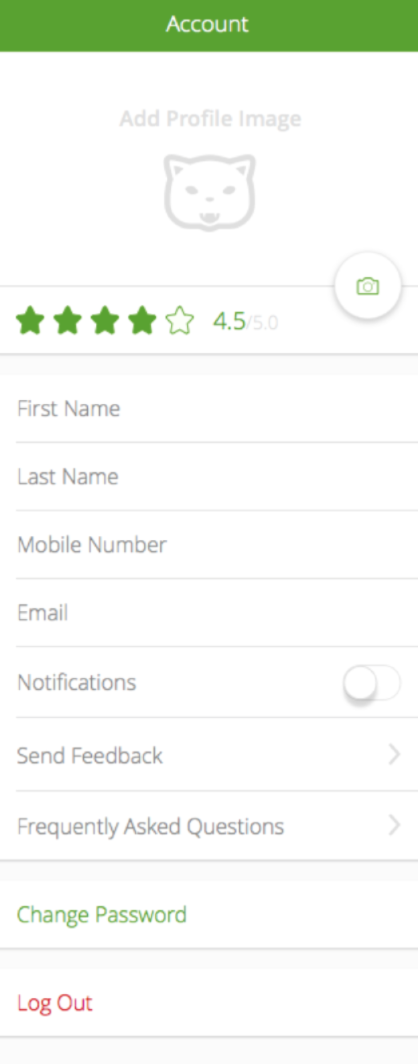 Account
Add Profile Image
4.5/5.0
First Name
Last Name
Mobile Number
Email
Notifications
Send Feedback
Frequently Asked Questions
Change Password
Log Out